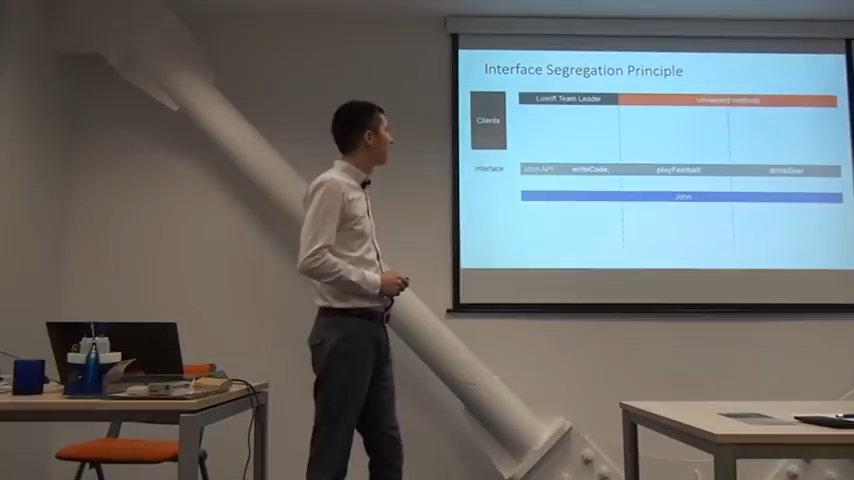 Interface Segregation Principle
Luxoft Team Leader
Unneeded methods
Clients
Interface
John API
writeCode
playFootball
drinkBeer
John